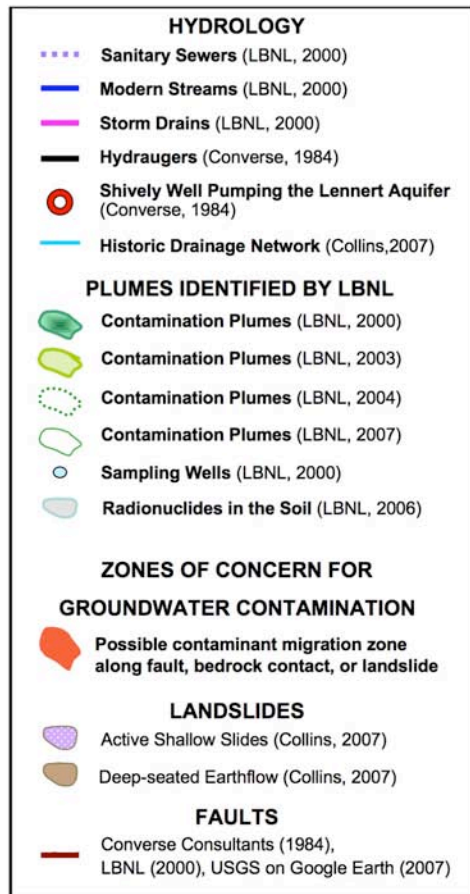 HYDROLOGY
Sanitary Sewers (LBNL, 2000)
Modern Streams (LBNL, 2000)
Storm Drains (LBNL, 2000)
Hydraugers (Converse, 1984)
Shively Well Pumping the Lennert Aquifer
(Converse, 1984)
Historic Drainage Network (Collins,2007)
PLUMES IDENTIFIED BY LBNL
Contamination Plumes (LBNL, 2000)
Contamination Plumes (LBNL, 2003)
Contamination Plumes (LBNL, 2004)
Contamination Plumes (LBNL, 2007)
Sampling Wells (LBNL, 2000)
Radionuclides in the Soil (LBNL, 2006)
ZONES OF CONCERN FOR
GROUNDWATER CONTAMINATION
Possible contaminant migration zone
along fault, bedrock contact, or landslide
LANDSLIDES
Active Shallow Slides (Collins, 2007)
Deep-seated Earthflow (Collins, 2007)
FAULTS
Converse Consultants (1984),
LBNL (2000), USGS on Google Earth (2007)